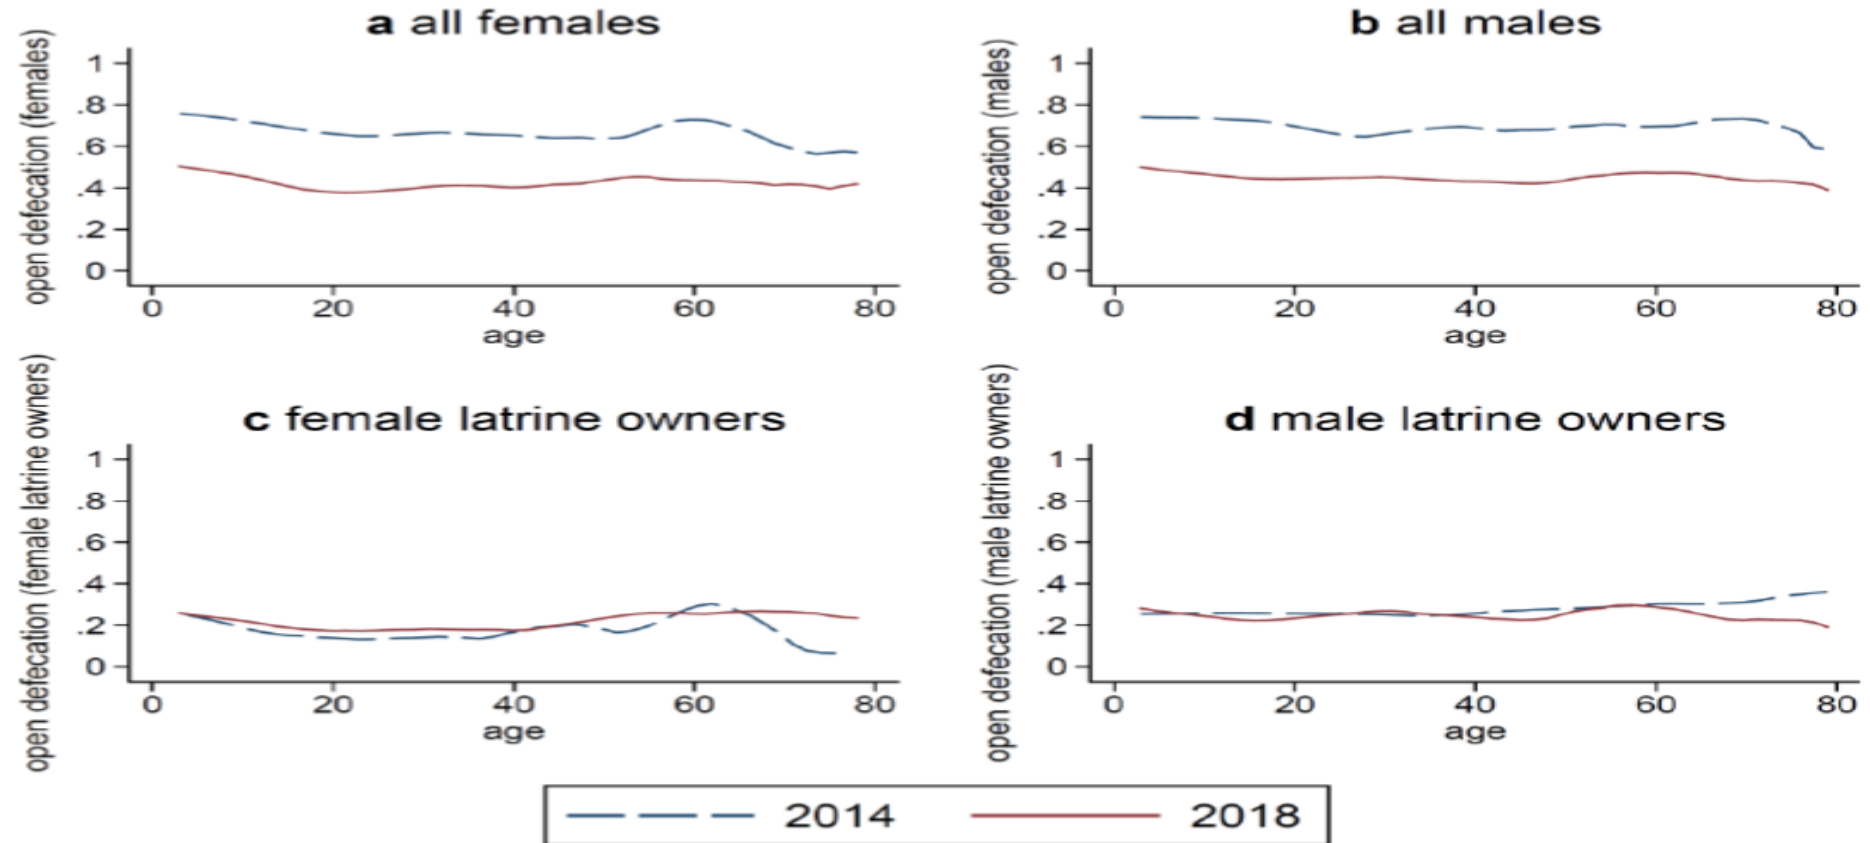 a all females
open defecation (females)
1
.8
.6
.4
.2
0
0 20 40 60 80
age
b all males
open defecation (males)
1
.8
.6
.4
.2
0
0 20 40 60 80
age
c female latrine owners
open defecation (female latrine owners)
1
.8
.6
.4
.2
0
0 20 40 60 80
age
d male latrine owners
open defecation (male latrine owners)
1
.8
.6
.4
.2
0
0 20 40 60 80
age
2014 2018